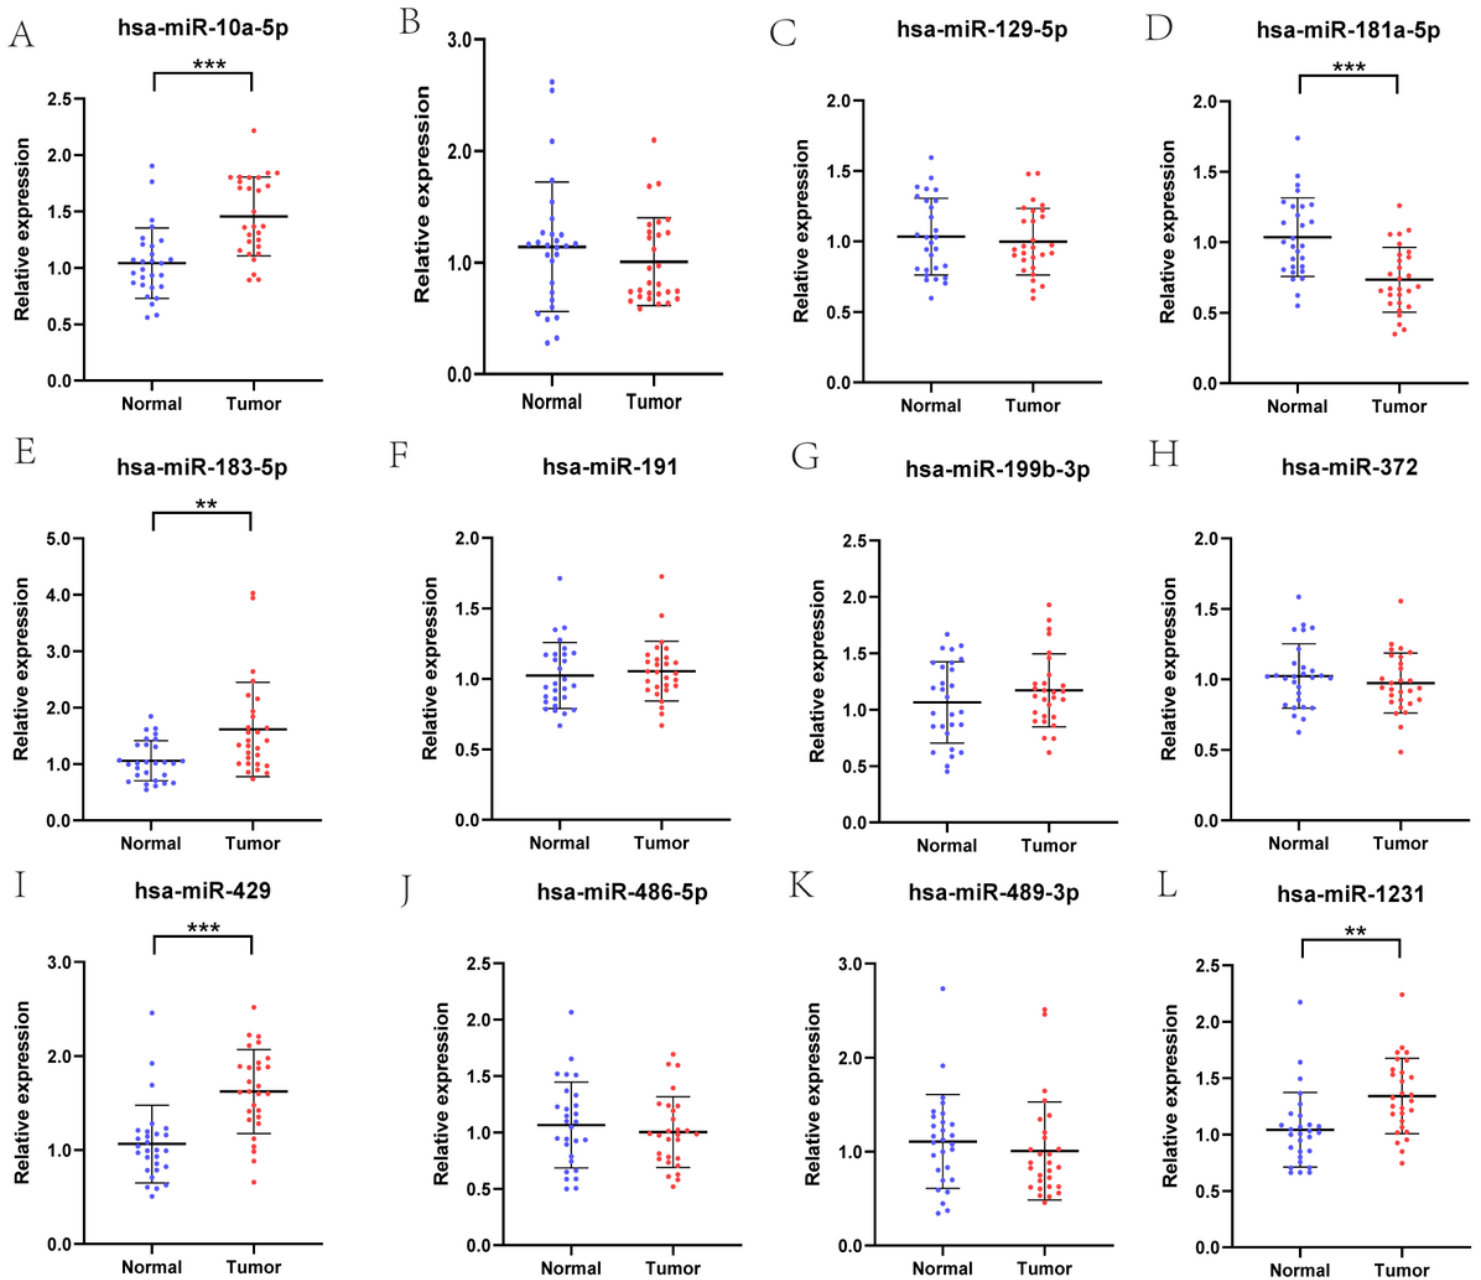 A
hsa-miR-10a-5p
***
Relative expression
2.5
2.0
1.5
1.0
0.5
0.0
Normal Tumor
B
Relative expression
3.0
2.0
1.0
0.0
Normal Tumor
C
hsa-miR-129-5p
Relative expression
2.0
1.5
1.0
0.5
0.0
Normal Tumor
D
hsa-miR-181a-5p
***
Relative expression
2.0
1.5
1.0
0.5
0.0
Normal Tumor
E
hsa-miR-183-5p
**
Relative expression
5.0
4.0
3.0
2.0
1.0
0.0
Normal Tumor
F
hsa-miR-191
Relative expression
2.0
1.5
1.0
0.5
0.0
Normal Tumor
G
hsa-miR-199b-3p
Relative expression
2.5
2.0
1.5
1.0
0.5
0.0
Normal Tumor
H
hsa-miR-372
Relative expression
2.0
1.5
1.0
0.5
0.0
Normal Tumor
I
hsa-miR-429
***
Relative expression
3.0
2.0
1.0
0.0
Normal Tumor
J
hsa-miR-486-5p
Relative expression
2.5
2.0
1.5
1.0
0.5
0.0
Normal Tumor
K
hsa-miR-489-3p
Relative expression
3.0
2.0
1.0
0.0
Normal Tumor
L
hsa-miR-1231
**
Relative expression
2.5
2.0
1.5
1.0
0.5
0.0
Normal Tumor